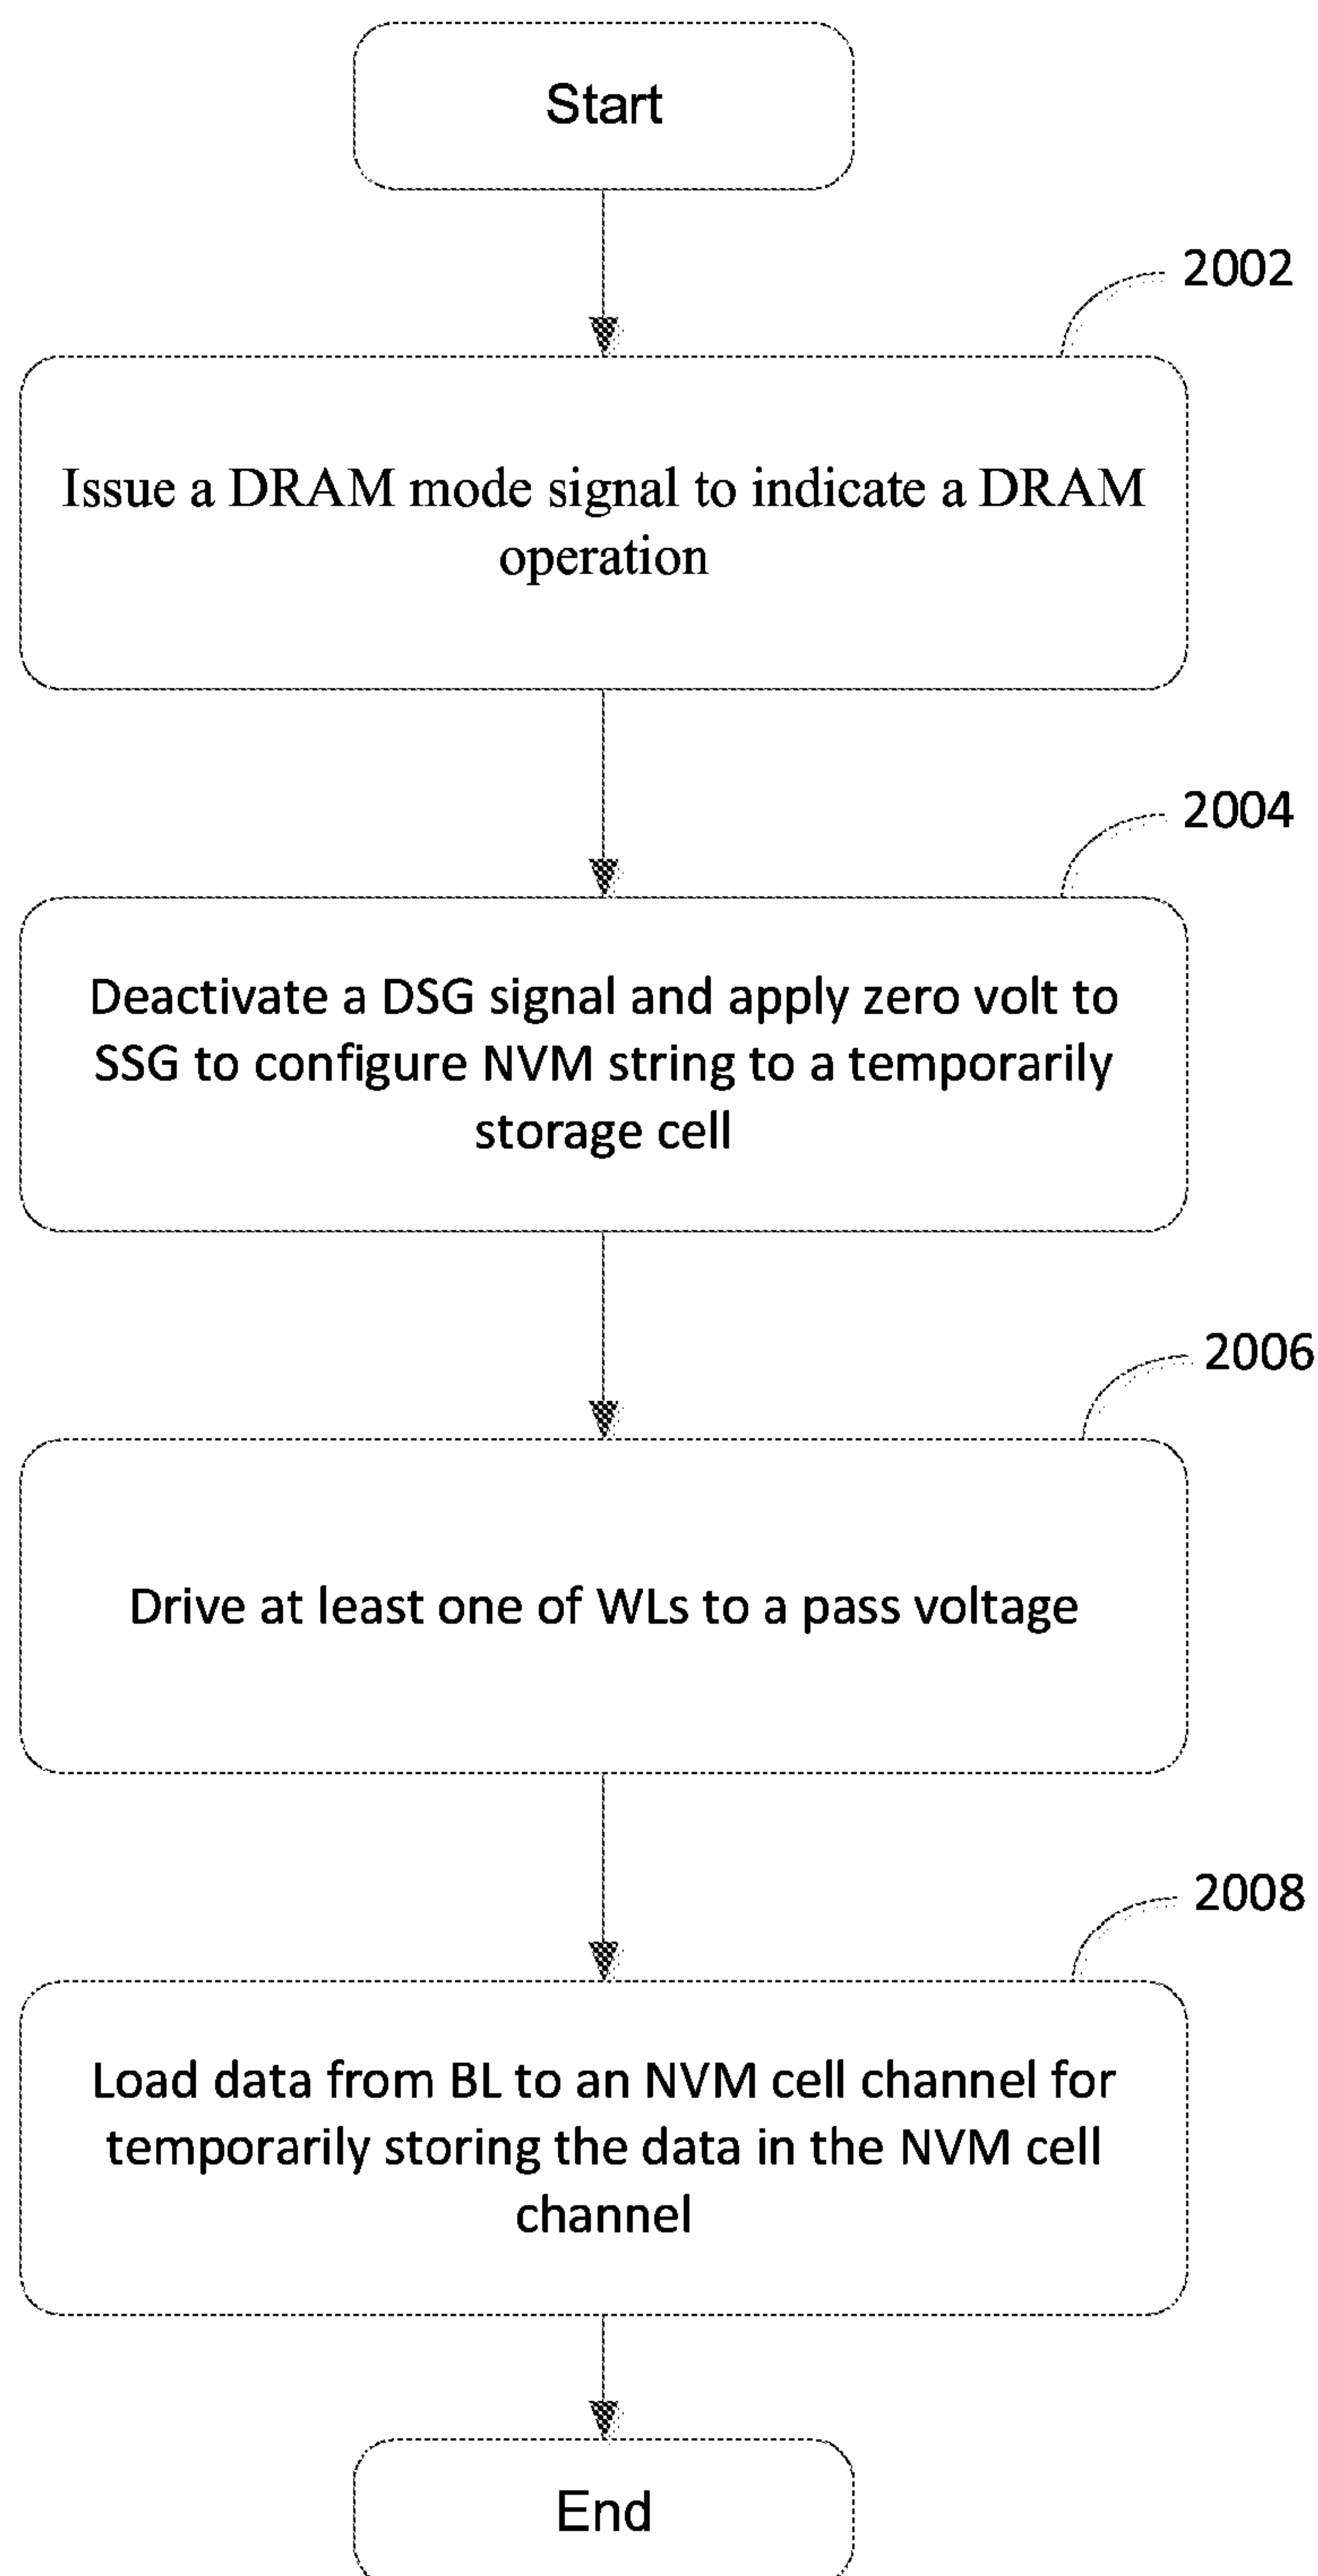 Start
2002
Issue a DRAM mode signal to indicate a DRAM
operation
2004
Deactivate a DSG signal and apply zero volt to
SSG to configure NVM string to a temporarily
storage cell
2006
Drive at least one of WLs to a pass voltage
2008
Load data from BL to an NVM cell channel for
temporarily storing the data in the NVM cell
channel
End